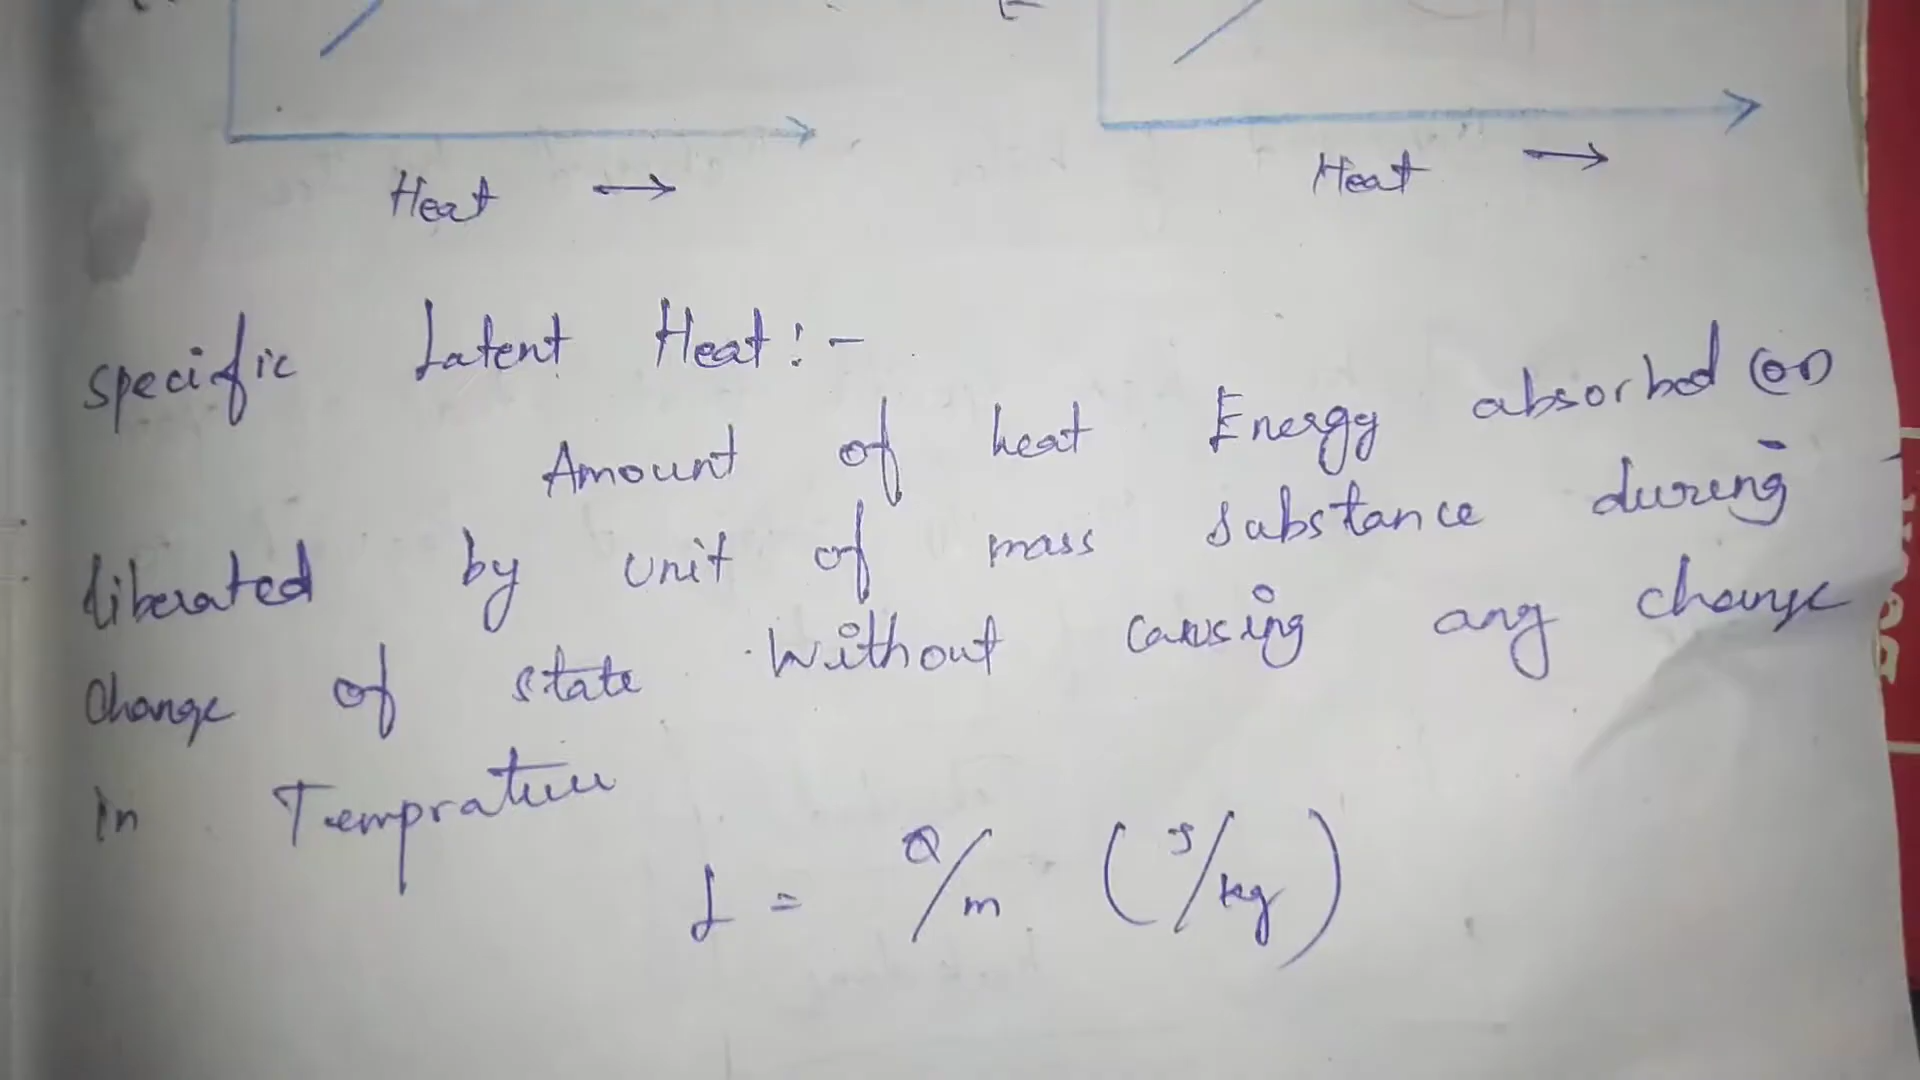 Heat →
Heat →
Specific Latent Heat:-
Amount of heat Energy absorbed (or)
liberated by unit of mass substance during
change of state without causing any change
in Temprature
L = Q/m (J/kg)